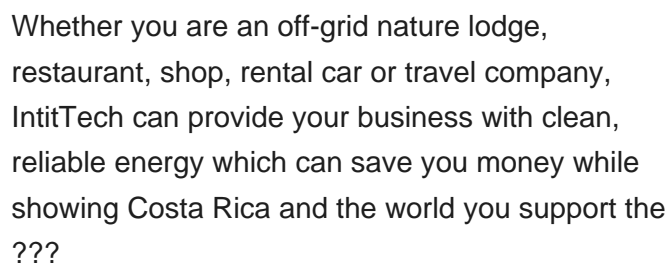 Whether you are an off-grid nature lodge,
restaurant, shop, rental car or travel company,
IntitTech can provide your business with clean,
reliable energy which can save you money while
showing Costa Rica and the world you support the
???